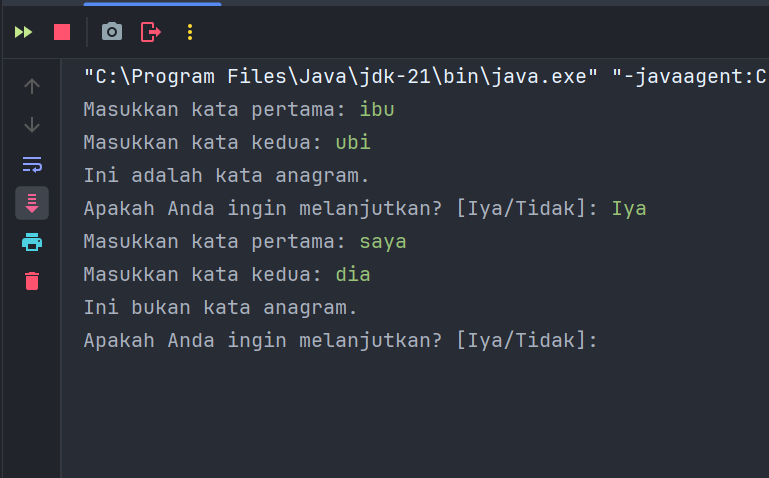 "C:\Program Files\Java\jdk-21\bin\java.exe" "-javaagent:C
Masukkan kata pertama: ibu
Masukkan kata kedua: ubi
Ini adalah kata anagram.
Apakah Anda ingin melanjutkan? [Iya/Tidak]: Iya
Masukkan kata pertama: saya
Masukkan kata kedua: dia
Ini bukan kata anagram.
Apakah Anda ingin melanjutkan? [Iya/Tidak]: